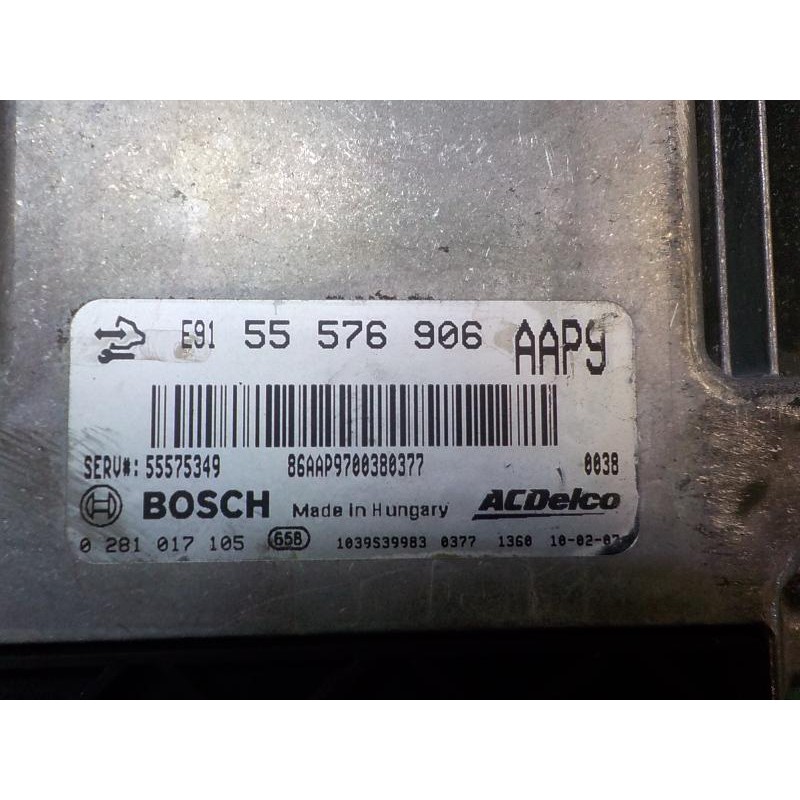 E91 55 576 906 AAP9
SERV#: 55575349 86AAP9700380377 0038
BOSCH Made in Hungary ACDelco
0 281 017 105 658 1039S39983 0377 1360 10-02-07